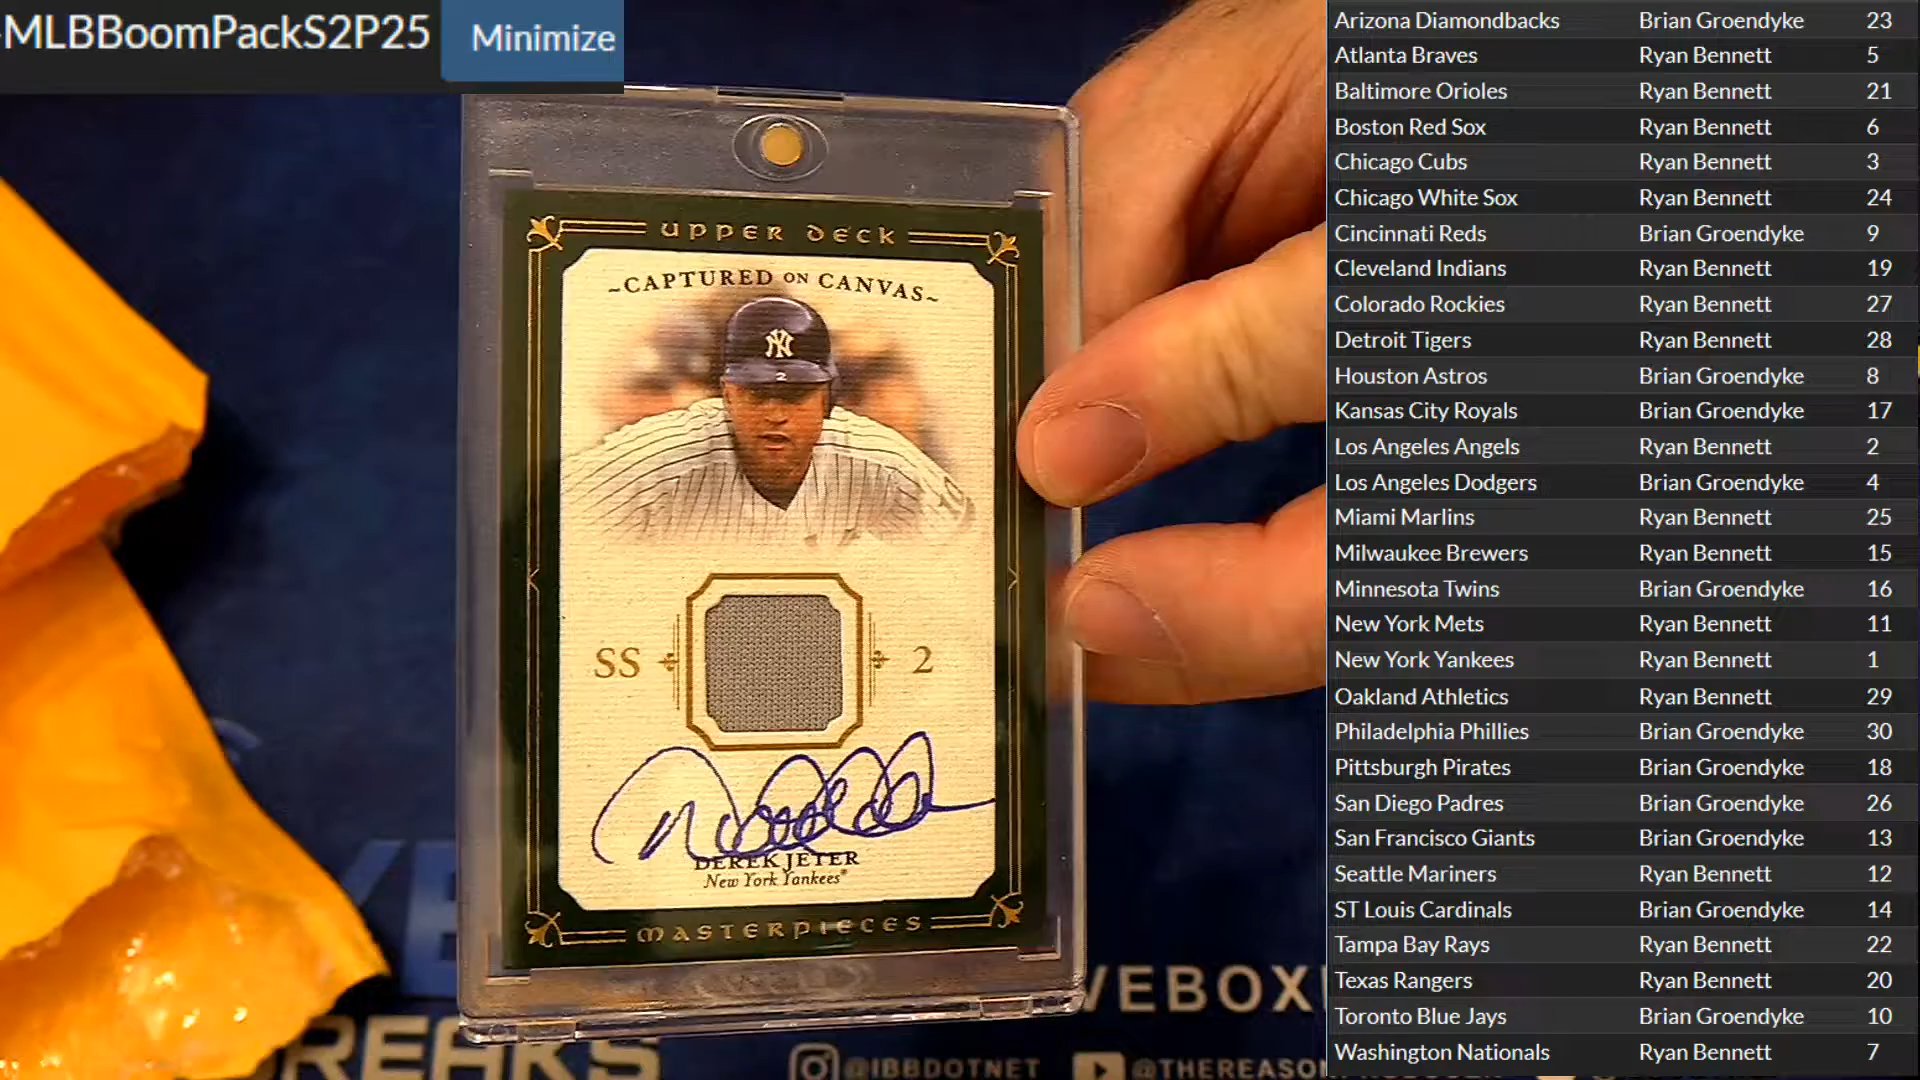 MLBBoomPackS2P25 Minimize
UPPER DECK
~CAPTURED ON CANVAS~
NY
2
SS 2
DEREK JETER
New York Yankees
MASTERPIECES
VEBOX
BREAKS
@IBBDOTNET
Arizona Diamondbacks Brian Groendyke 23
Atlanta Braves Ryan Bennett 5
Baltimore Orioles Ryan Bennett 21
Boston Red Sox Ryan Bennett 6
Chicago Cubs Ryan Bennett 3
Chicago White Sox Ryan Bennett 24
Cincinnati Reds Brian Groendyke 9
Cleveland Indians Ryan Bennett 19
Colorado Rockies Ryan Bennett 27
Detroit Tigers Ryan Bennett 28
Houston Astros Brian Groendyke 8
Kansas City Royals Brian Groendyke 17
Los Angeles Angels Ryan Bennett 2
Los Angeles Dodgers Brian Groendyke 4
Miami Marlins Ryan Bennett 25
Milwaukee Brewers Ryan Bennett 15
Minnesota Twins Brian Groendyke 16
New York Mets Ryan Bennett 11
New York Yankees Ryan Bennett 1
Oakland Athletics Ryan Bennett 29
Philadelphia Phillies Brian Groendyke 30
Pittsburgh Pirates Brian Groendyke 18
San Diego Padres Brian Groendyke 26
San Francisco Giants Brian Groendyke 13
Seattle Mariners Ryan Bennett 12
ST Louis Cardinals Brian Groendyke 14
Tampa Bay Rays Ryan Bennett 22
Texas Rangers Ryan Bennett 20
Toronto Blue Jays Brian Groendyke 10
Washington Nationals Ryan Bennett 7